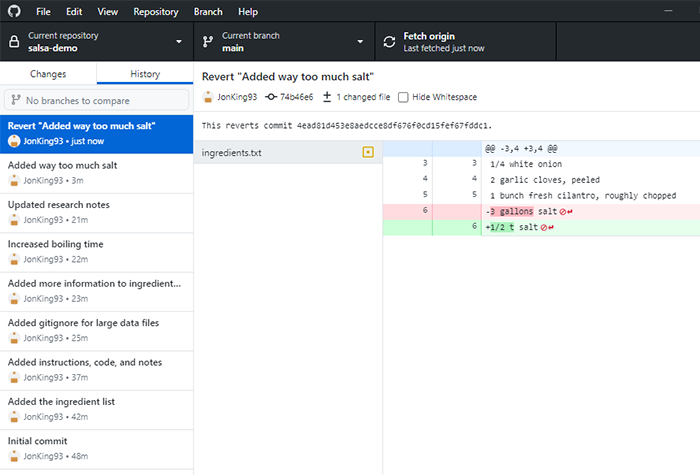 File Edit View Repository Branch Help
Current repository
salsa-demo
Current branch
main
Fetch origin
Last fetched just now
Changes
History
No branches to compare
Revert "Added way too much salt"
JonKing93 • just now
Added way too much salt
JonKing93 • 3m
Updated research notes
JonKing93 • 21m
Increased boiling time
JonKing93 • 22m
Added more information to ingredient...
JonKing93 • 23m
Added gitignore for large data files
JonKing93 • 25m
Added instructions, code, and notes
JonKing93 • 37m
Added the ingredient list
JonKing93 • 42m
Initial commit
JonKing93 • 48m
Revert "Added way too much salt"
JonKing93 74b46e6 1 changed file Hide Whitespace
This reverts commit 4ead81d453e8aedcce8df676f0cd15fef67fddc1.
ingredients.txt
@@ -3,4 +3,4 @@
3 3 1/4 white onion
4 4 2 garlic cloves, peeled
5 5 1 bunch fresh cilantro, roughly chopped
6 -3 gallons salt
6 +1/2 t salt